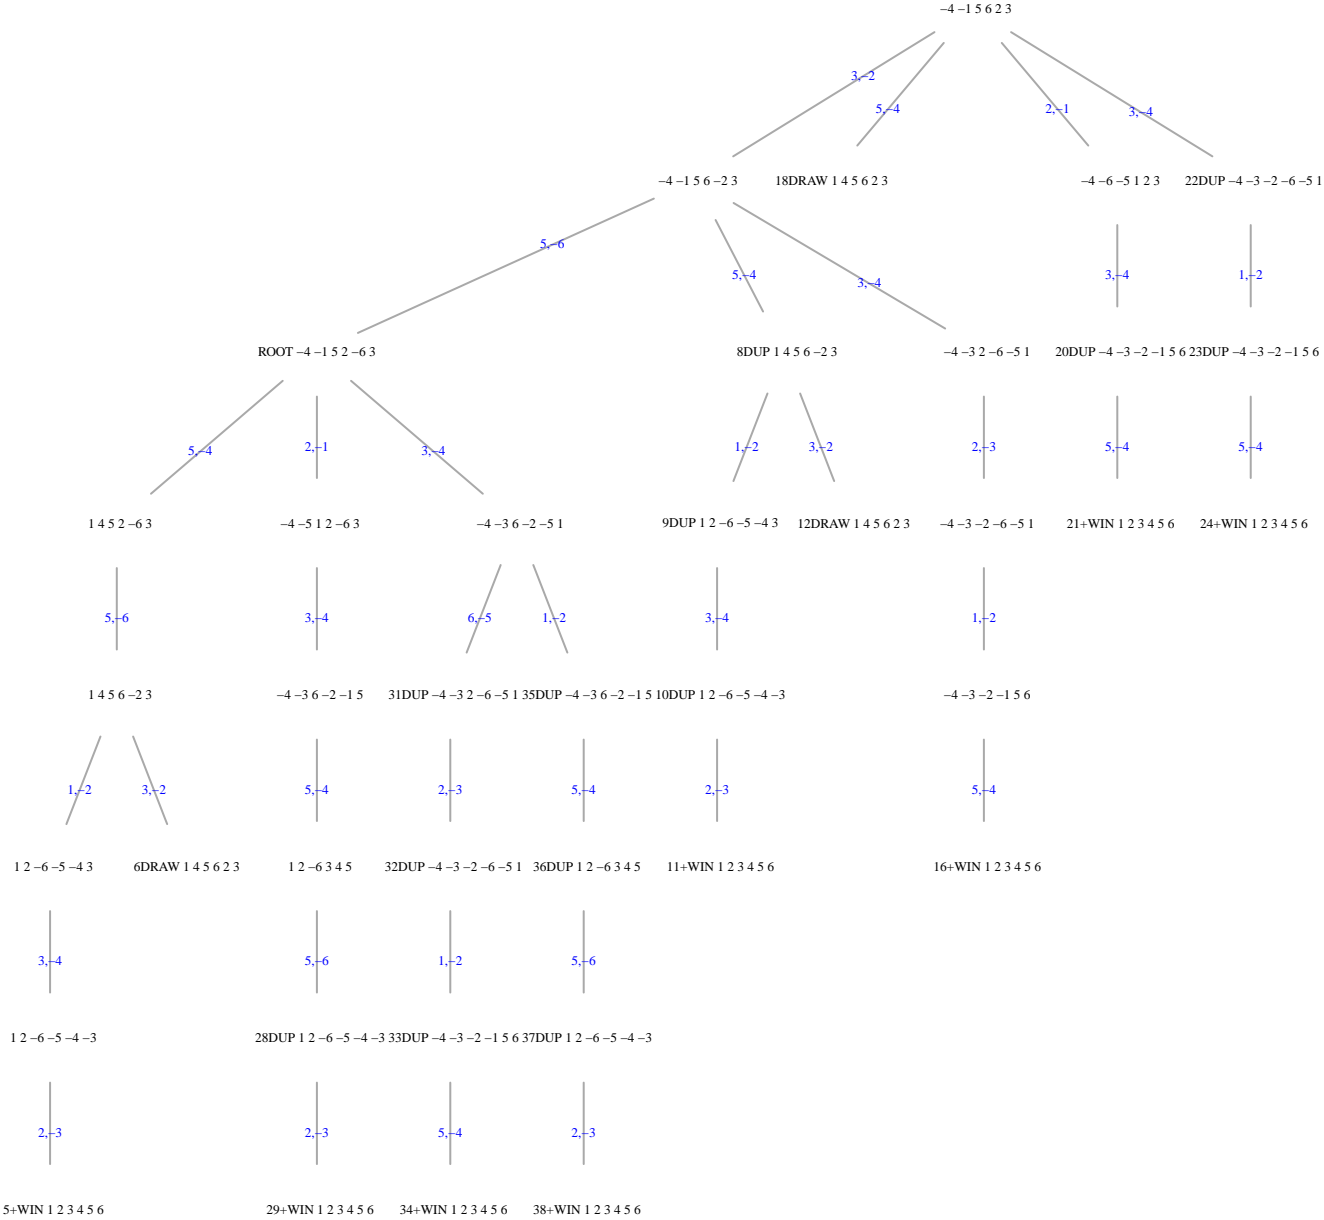 −4 −1 5 6 2 3
3,−2
5,−4
2,−1
3,−4
−4 −1 5 6 −2 3
18DRAW 1 4 5 6 2 3
−4 −6 −5 1 2 3
22DUP −4 −3 −2 −6 −5 1
5,−6
5,−4
3,−4
3,−4
1,−2
ROOT −4 −1 5 2 −6 3
8DUP 1 4 5 6 −2 3
−4 −3 2 −6 −5 1
20DUP −4 −3 −2 −1 5 6
23DUP −4 −3 −2 −1 5 6
5,−4
2,−1
3,−4
1,−2
3,−2
2,−3
5,−4
5,−4
1 4 5 2 −6 3
−4 −5 1 2 −6 3
−4 −3 6 −2 −5 1
9DUP 1 2 −6 −5 −4 3
12DRAW 1 4 5 6 2 3
−4 −3 −2 −6 −5 1
21+WIN 1 2 3 4 5 6
24+WIN 1 2 3 4 5 6
5,−6
3,−4
6,−5
1,−2
3,−4
1,−2
1 4 5 6 −2 3
−4 −3 6 −2 −1 5
31DUP −4 −3 2 −6 −5 1
35DUP −4 −3 6 −2 −1 5
10DUP 1 2 −6 −5 −4 −3
−4 −3 −2 −1 5 6
1,−2
3,−2
5,−4
2,−3
5,−4
2,−3
5,−4
1 2 −6 −5 −4 3
6DRAW 1 4 5 6 2 3
1 2 −6 3 4 5
32DUP −4 −3 −2 −6 −5 1
36DUP 1 2 −6 3 4 5
11+WIN 1 2 3 4 5 6
16+WIN 1 2 3 4 5 6
3,−4
5,−6
1,−2
5,−6
1 2 −6 −5 −4 −3
28DUP 1 2 −6 −5 −4 −3
33DUP −4 −3 −2 −1 5 6
37DUP 1 2 −6 −5 −4 −3
2,−3
2,−3
5,−4
2,−3
5+WIN 1 2 3 4 5 6
29+WIN 1 2 3 4 5 6
34+WIN 1 2 3 4 5 6
38+WIN 1 2 3 4 5 6